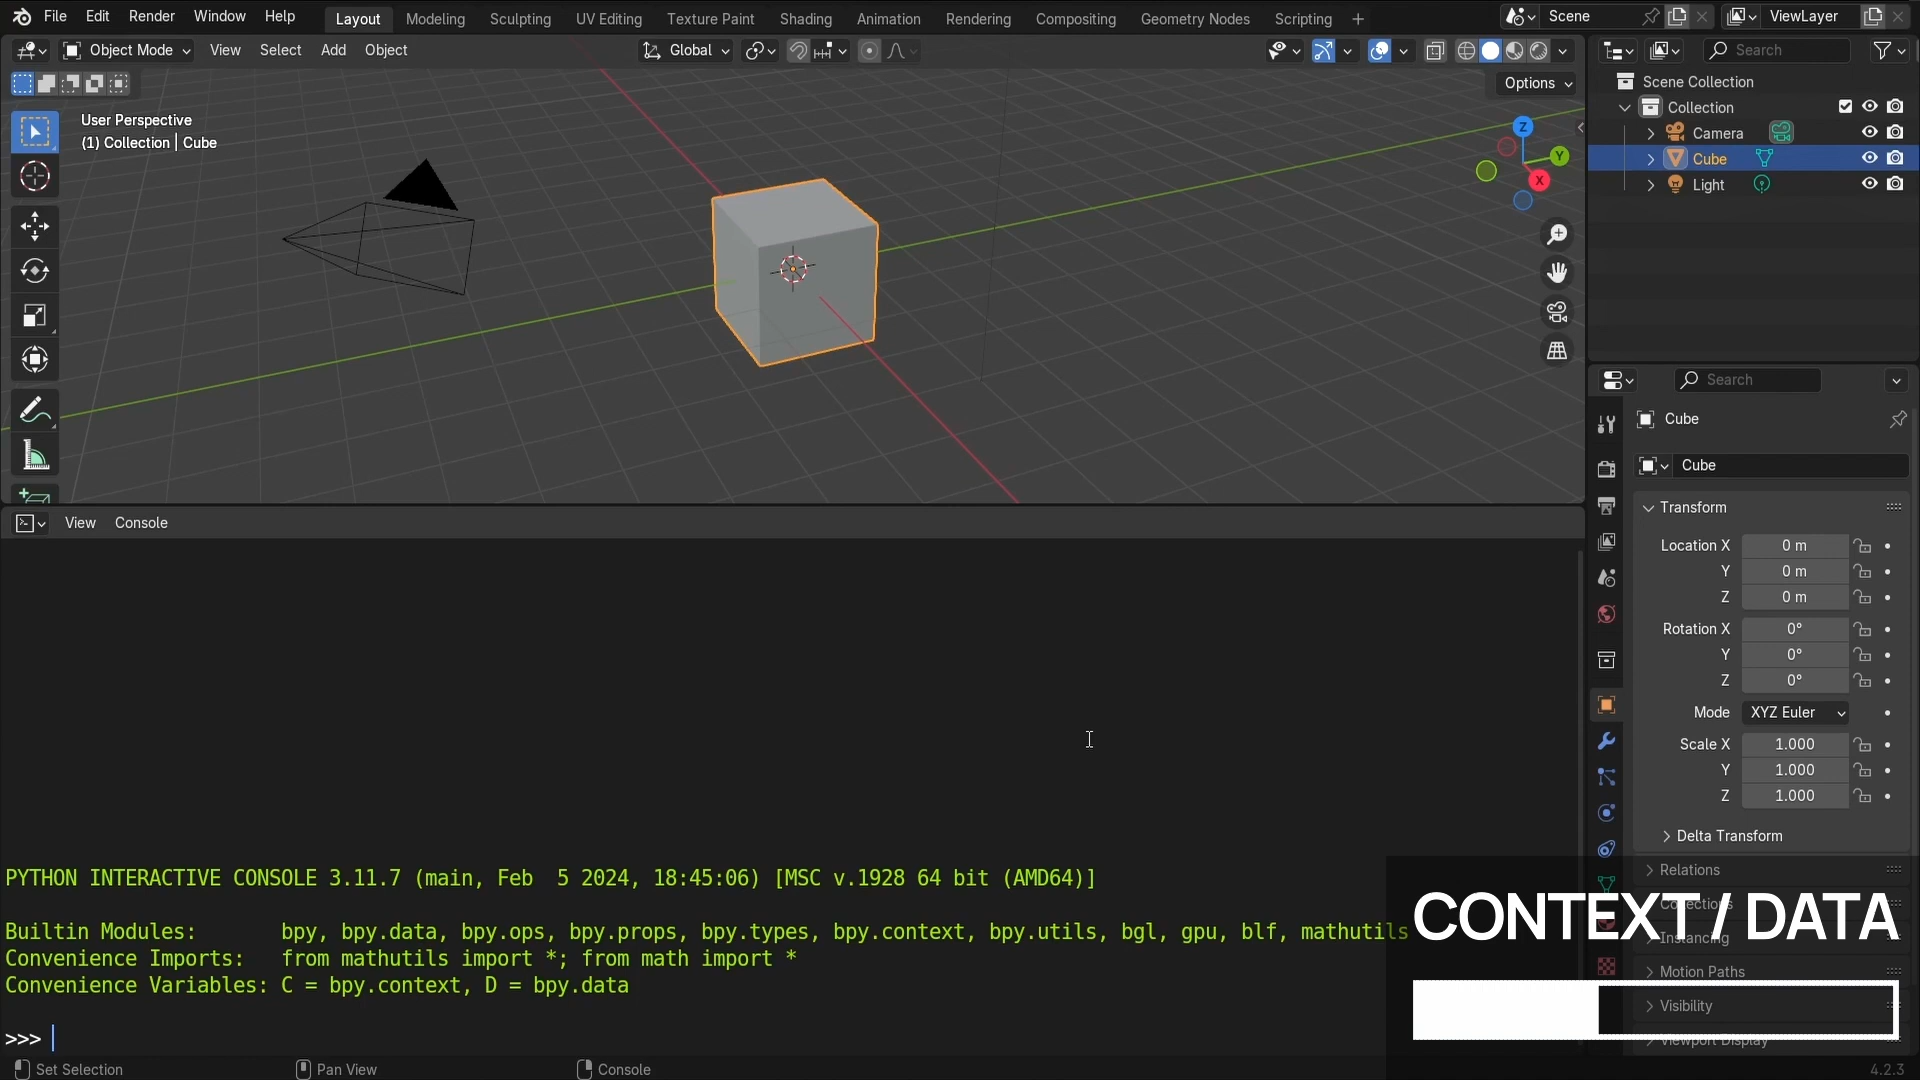 File Edit Render Window Help Layout Modeling Sculpting UV Editing Texture Paint Shading Animation Rendering Compositing Geometry Nodes Scripting + Scene ViewLayer
Object Mode View Select Add Object Global Search
Options
User Perspective
(1) Collection | Cube
Z
Y
X
Scene Collection
Collection
Camera
Cube
Light
Search
Cube
Cube
Transform
Location X 0 m
Y 0 m
Z 0 m
Rotation X 0°
Y 0°
Z 0°
Mode XYZ Euler
Scale X 1.000
Y 1.000
Z 1.000
Delta Transform
Relations
Collections
Instancing
Motion Paths
Visibility
Viewport Display
View Console
PYTHON INTERACTIVE CONSOLE 3.11.7 (main, Feb  5 2024, 18:45:06) [MSC v.1928 64 bit (AMD64)]
Builtin Modules:       bpy, bpy.data, bpy.ops, bpy.props, bpy.types, bpy.context, bpy.utils, bgl, gpu, blf, mathutils
Convenience Imports:   from mathutils import *; from math import *
Convenience Variables: C = bpy.context, D = bpy.data
>>>
CONTEXT / DATA
Set Selection Pan View Console 4.2.3